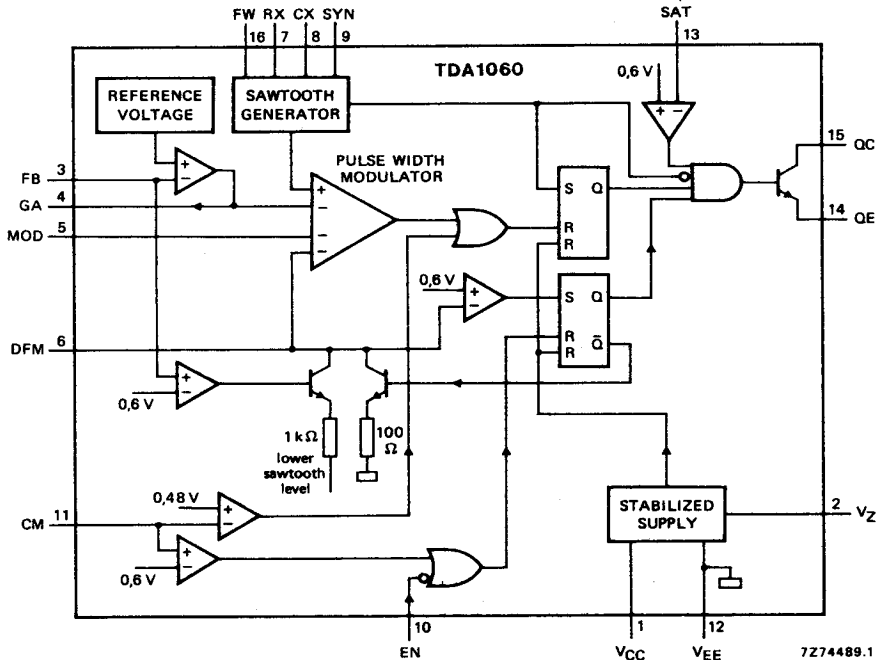 FW RX CX SYN
16 7 8 9
SAT
13
TDA1060
REFERENCE
VOLTAGE
SAWTOOTH
GENERATOR
0,6 V
+ −
15 QC
14 QE
PULSE WIDTH
MODULATOR
FB 3
GA 4
MOD 5
+
−
+
−
−
−
S Q
R
R
0,6 V
+
−
S Q
R
R Q̄
DFM 6
+
−
0,6 V
1 kΩ
lower
sawtooth
level
100
Ω
CM 11
0,48 V
+
−
+
−
0,6 V
STABILIZED
SUPPLY
2 VZ
10
EN
1
VCC
12
VEE
7Z74489.1